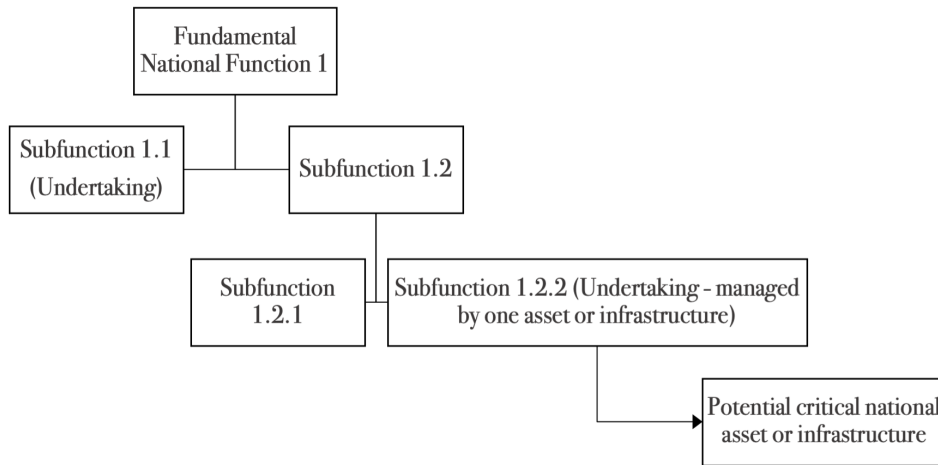 Fundamental
National Function 1
Subfunction 1.1
(Undertaking)
Subfunction 1.2
Subfunction
1.2.1
Subfunction 1.2.2 (Undertaking - managed
by one asset or infrastructure)
Potential critical national
asset or infrastructure